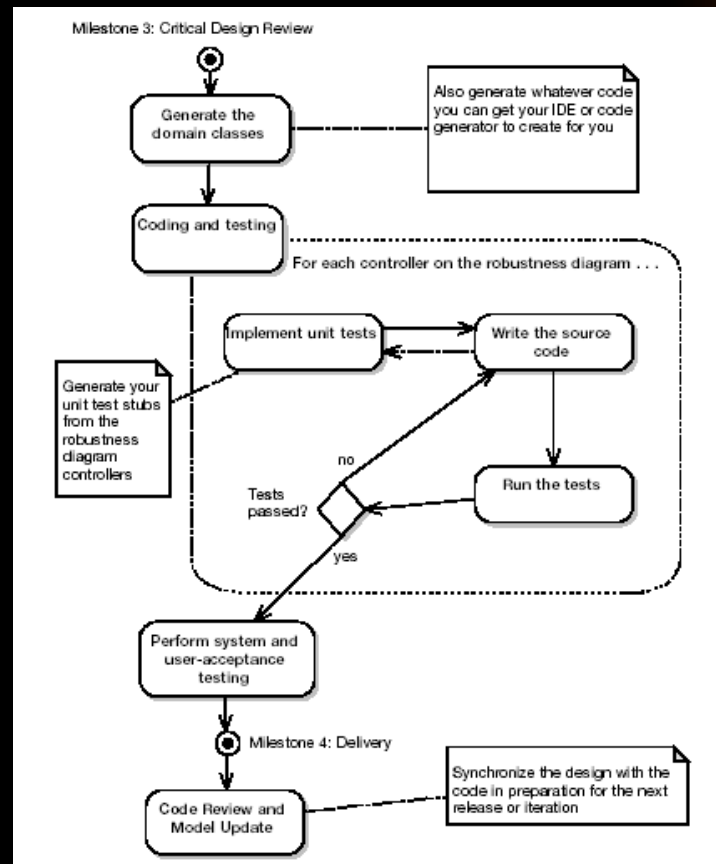 Milestone 3: Critical Design Review
Generate the
domain classes
Also generate whatever code
you can get your IDE or code
generator to create for you
Coding and testing
For each controller on the robustness diagram . . .
Implement unit tests
Write the source
code
Generate your
unit test stubs
from the
robustness
diagram
controllers
no
Tests
passed?
Run the tests
yes
Perform system and
user-acceptance
testing
Milestone 4: Delivery
Synchronize the design with the
code in preparation for the next
release or iteration
Code Review and
Model Update